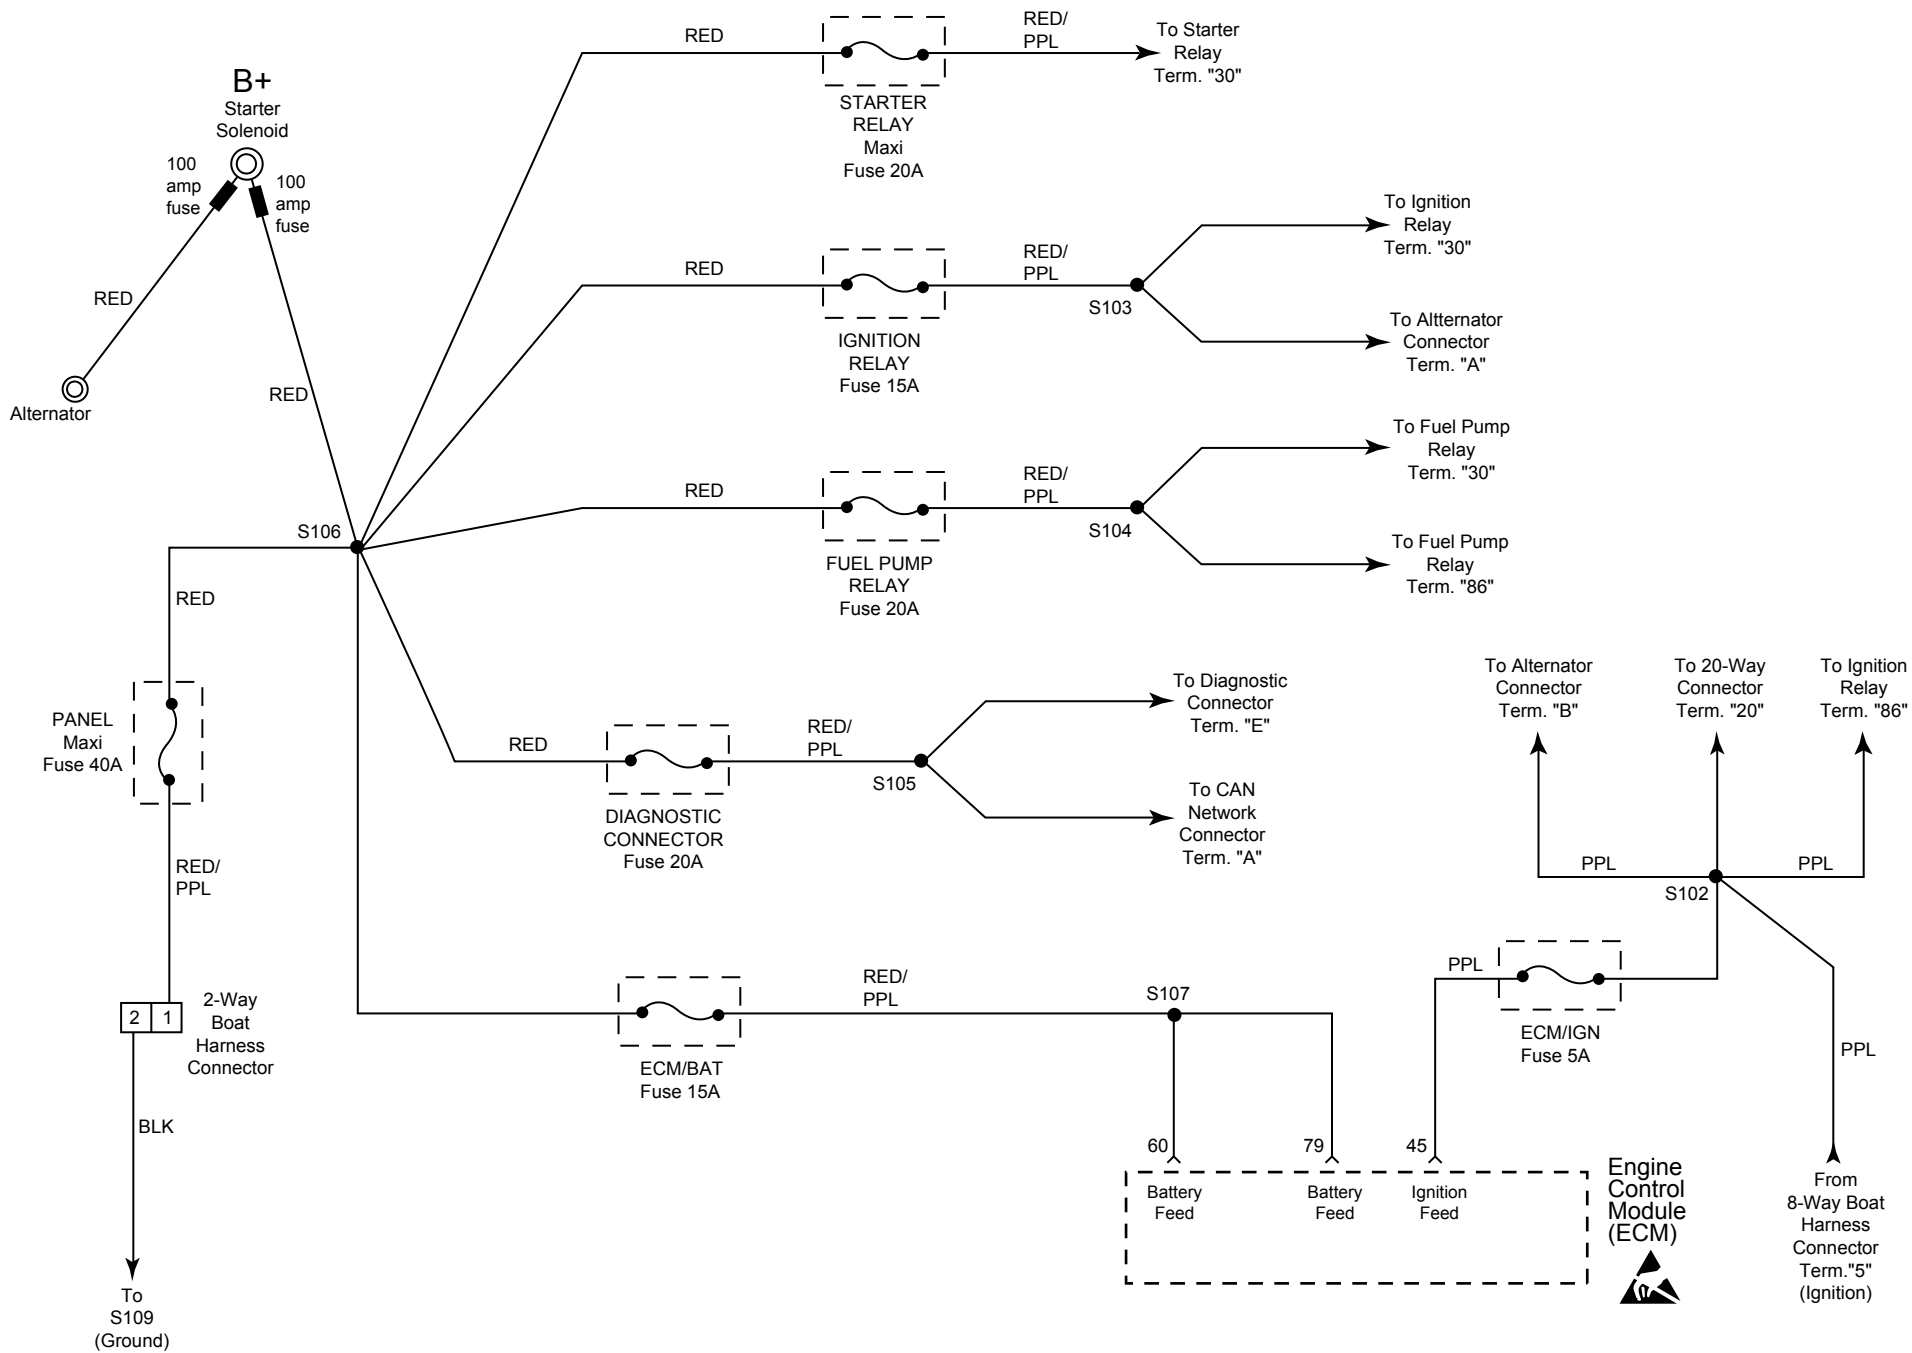 B+
Starter
Solenoid
100
amp
fuse
100
amp
fuse
RED
Alternator
RED
S106
RED
STARTER
RELAY
Maxi
Fuse 20A
RED/
PPL
To Starter
Relay
Term. "30"
RED
IGNITION
RELAY
Fuse 15A
RED/
PPL
S103
To Ignition
Relay
Term. "30"
To Altternator
Connector
Term. "A"
RED
FUEL PUMP
RELAY
Fuse 20A
RED/
PPL
S104
To Fuel Pump
Relay
Term. "30"
To Fuel Pump
Relay
Term. "86"
RED
PANEL
Maxi
Fuse 40A
RED/
PPL
2 1
2-Way
Boat
Harness
Connector
BLK
To
S109
(Ground)
RED
DIAGNOSTIC
CONNECTOR
Fuse 20A
RED/
PPL
S105
To Diagnostic
Connector
Term. "E"
To CAN
Network
Connector
Term. "A"
ECM/BAT
Fuse 15A
RED/
PPL
S107
60
79
45
Battery
Feed
Battery
Feed
Ignition
Feed
Engine
Control
Module
(ECM)
To Alternator
Connector
Term. "B"
To 20-Way
Connector
Term. "20"
To Ignition
Relay
Term. "86"
PPL
PPL
S102
PPL
ECM/IGN
Fuse 5A
PPL
From
8-Way Boat
Harness
Connector
Term."5"
(Ignition)